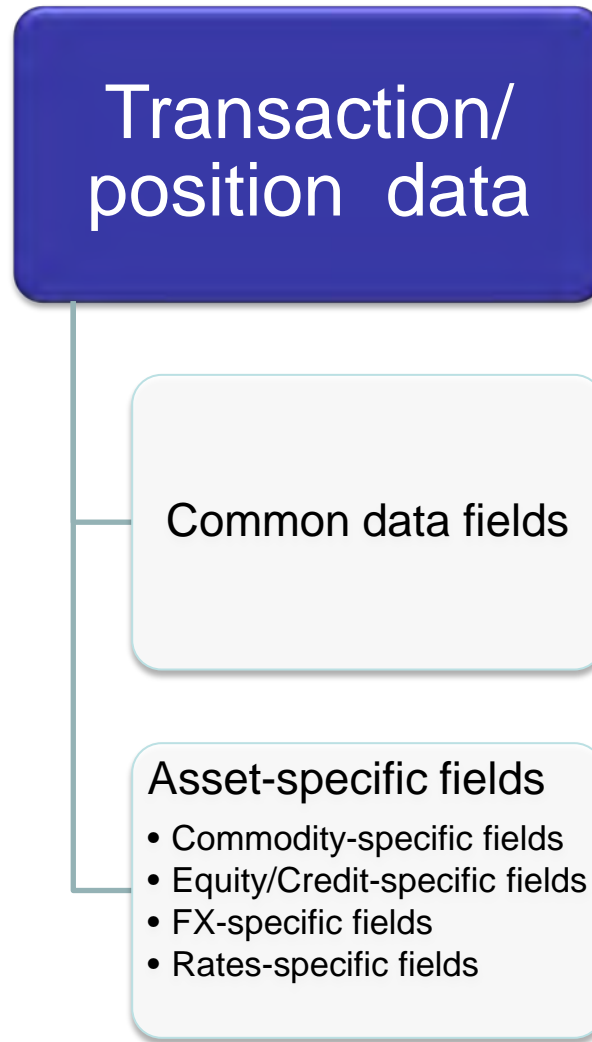 Transaction/
position data
Common data fields
Asset-specific fields
• Commodity-specific fields
• Equity/Credit-specific fields
• FX-specific fields
• Rates-specific fields